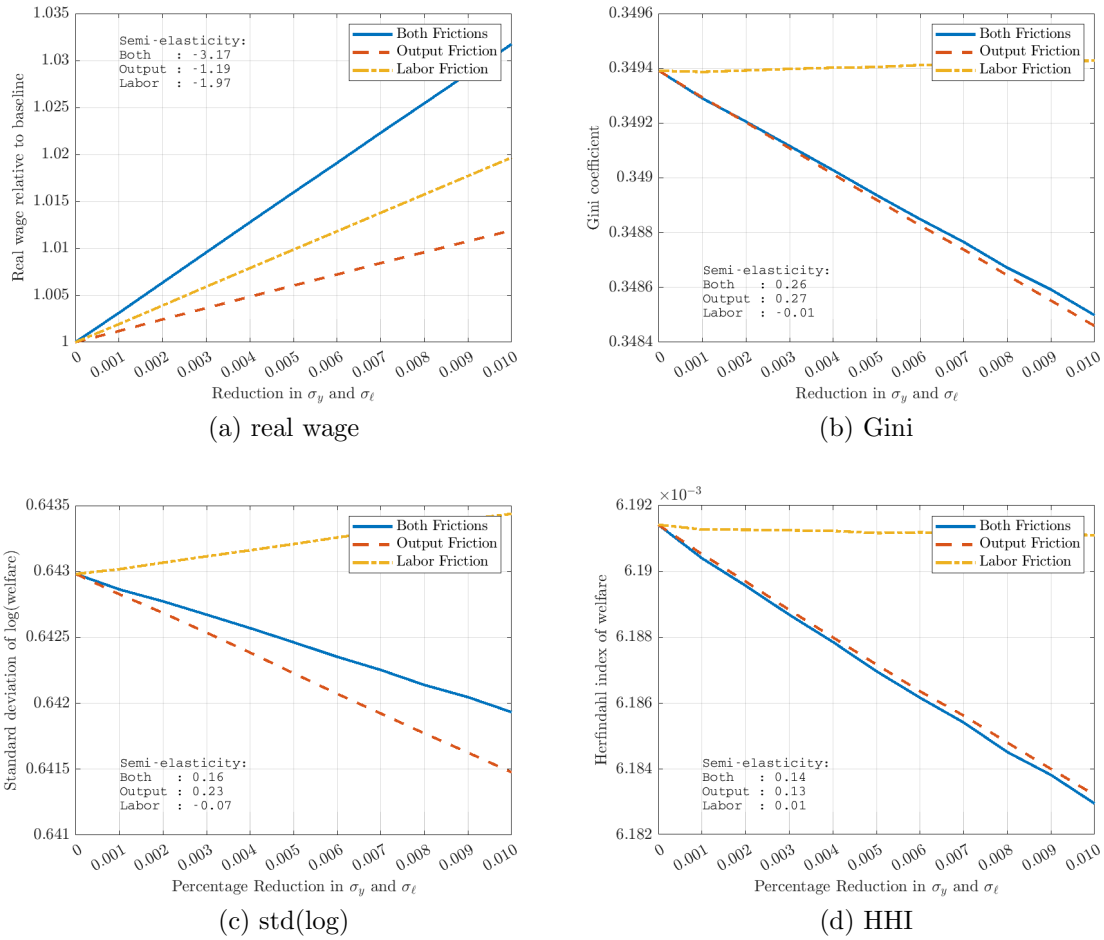 1.035
1.03
1.025
1.02
1.015
1.01
1.005
1
Real wage relative to baseline
Semi-elasticity:
Both : -3.17
Output : -1.19
Labor : -1.97
Both Frictions
Output Friction
Labor Friction
0 0.001 0.002 0.003 0.004 0.005 0.006 0.007 0.008 0.009 0.010
Reduction in σy and σℓ
(a) real wage
0.3496
0.3494
0.3492
0.349
0.3488
0.3486
0.3484
Gini coefficient
Both Frictions
Output Friction
Labor Friction
Semi-elasticity:
Both : 0.26
Output : 0.27
Labor : -0.01
0 0.001 0.002 0.003 0.004 0.005 0.006 0.007 0.008 0.009 0.010
Reduction in σy and σℓ
(b) Gini
0.6435
0.643
0.6425
0.642
0.6415
0.641
Standard deviation of log(welfare)
Both Frictions
Output Friction
Labor Friction
Semi-elasticity:
Both : 0.16
Output : 0.23
Labor : -0.07
0 0.001 0.002 0.003 0.004 0.005 0.006 0.007 0.008 0.009 0.010
Percentage Reduction in σy and σℓ
(c) std(log)
×10⁻³
6.192
6.19
6.188
6.186
6.184
6.182
Herfindahl index of welfare
Both Frictions
Output Friction
Labor Friction
Semi-elasticity:
Both : 0.14
Output : 0.13
Labor : 0.01
0 0.001 0.002 0.003 0.004 0.005 0.006 0.007 0.008 0.009 0.010
Percentage Reduction in σy and σℓ
(d) HHI